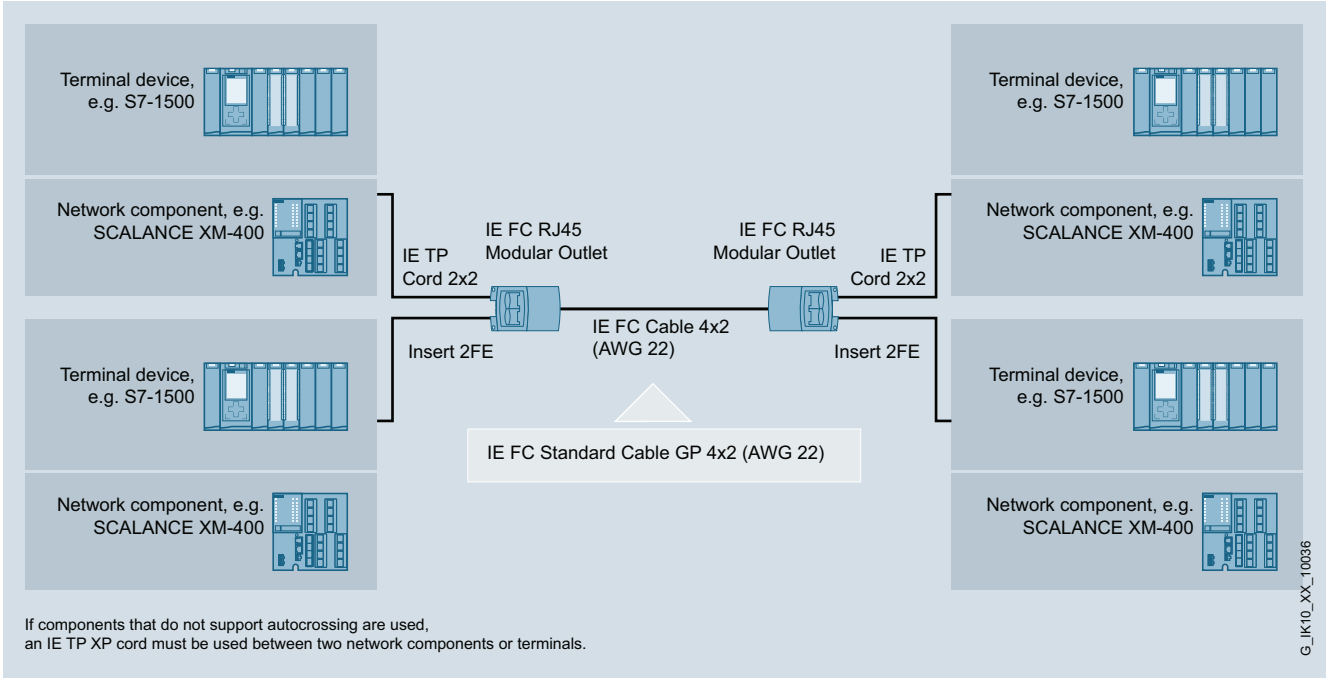 Terminal device,
e.g. S7-1500
Network component, e.g.
SCALANCE XM-400
Terminal device,
e.g. S7-1500
Network component, e.g.
SCALANCE XM-400
IE TP
Cord 2x2
IE FC RJ45
Modular Outlet
Insert 2FE
IE FC Cable 4x2
(AWG 22)
IE FC Standard Cable GP 4x2 (AWG 22)
IE FC RJ45
Modular Outlet
IE TP
Cord 2x2
Insert 2FE
Terminal device,
e.g. S7-1500
Network component, e.g.
SCALANCE XM-400
Terminal device,
e.g. S7-1500
Network component, e.g.
SCALANCE XM-400
If components that do not support autocrossing are used,
an IE TP XP cord must be used between two network components or terminals.
G_IK10_XX_10036